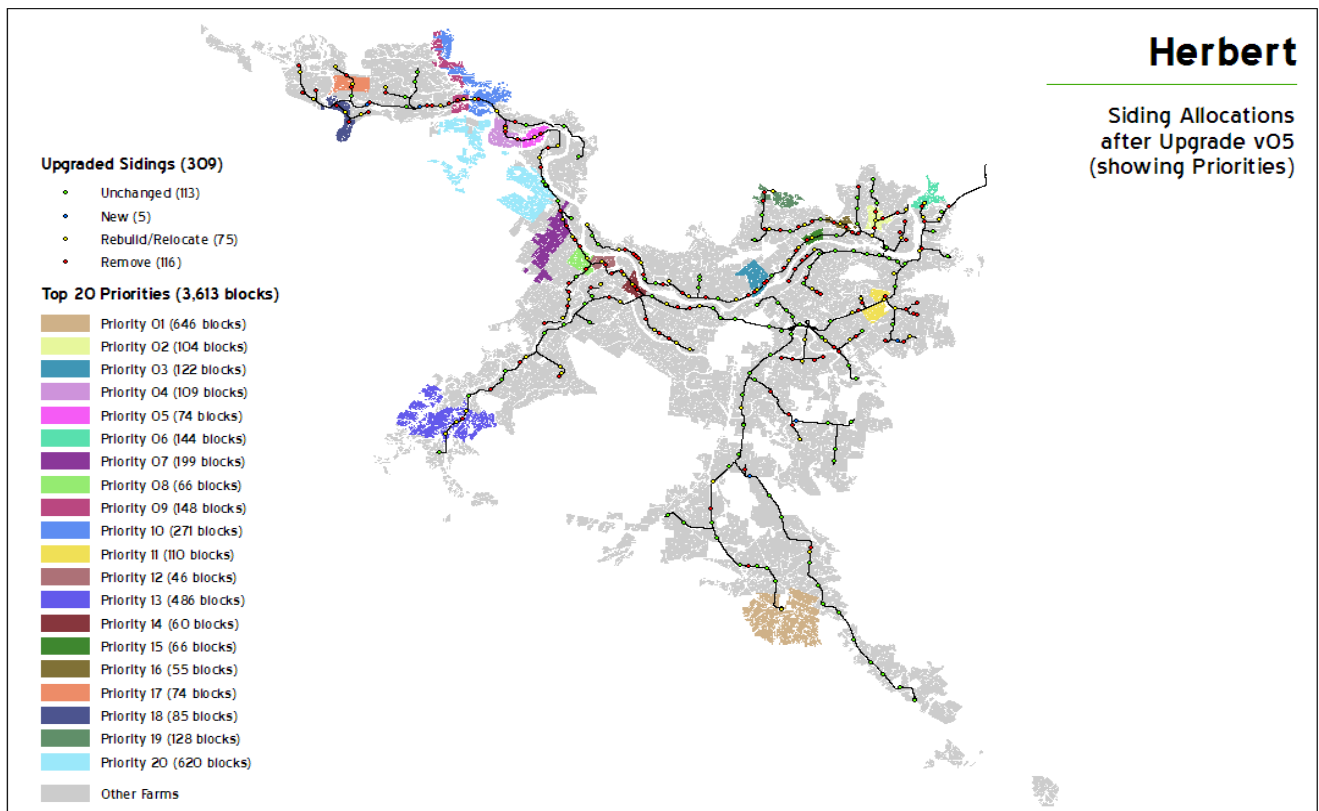 Herbert
Siding Allocations
after Upgrade v05
(showing Priorities)
Upgraded Sidings (309)
Unchanged (113)
New (5)
Rebuild/Relocate (75)
Remove (116)
Top 20 Priorities (3,613 blocks)
Priority 01 (646 blocks)
Priority 02 (104 blocks)
Priority 03 (122 blocks)
Priority 04 (109 blocks)
Priority 05 (74 blocks)
Priority 06 (144 blocks)
Priority 07 (199 blocks)
Priority 08 (66 blocks)
Priority 09 (148 blocks)
Priority 10 (271 blocks)
Priority 11 (110 blocks)
Priority 12 (46 blocks)
Priority 13 (486 blocks)
Priority 14 (60 blocks)
Priority 15 (66 blocks)
Priority 16 (55 blocks)
Priority 17 (74 blocks)
Priority 18 (85 blocks)
Priority 19 (128 blocks)
Priority 20 (620 blocks)
Other Farms